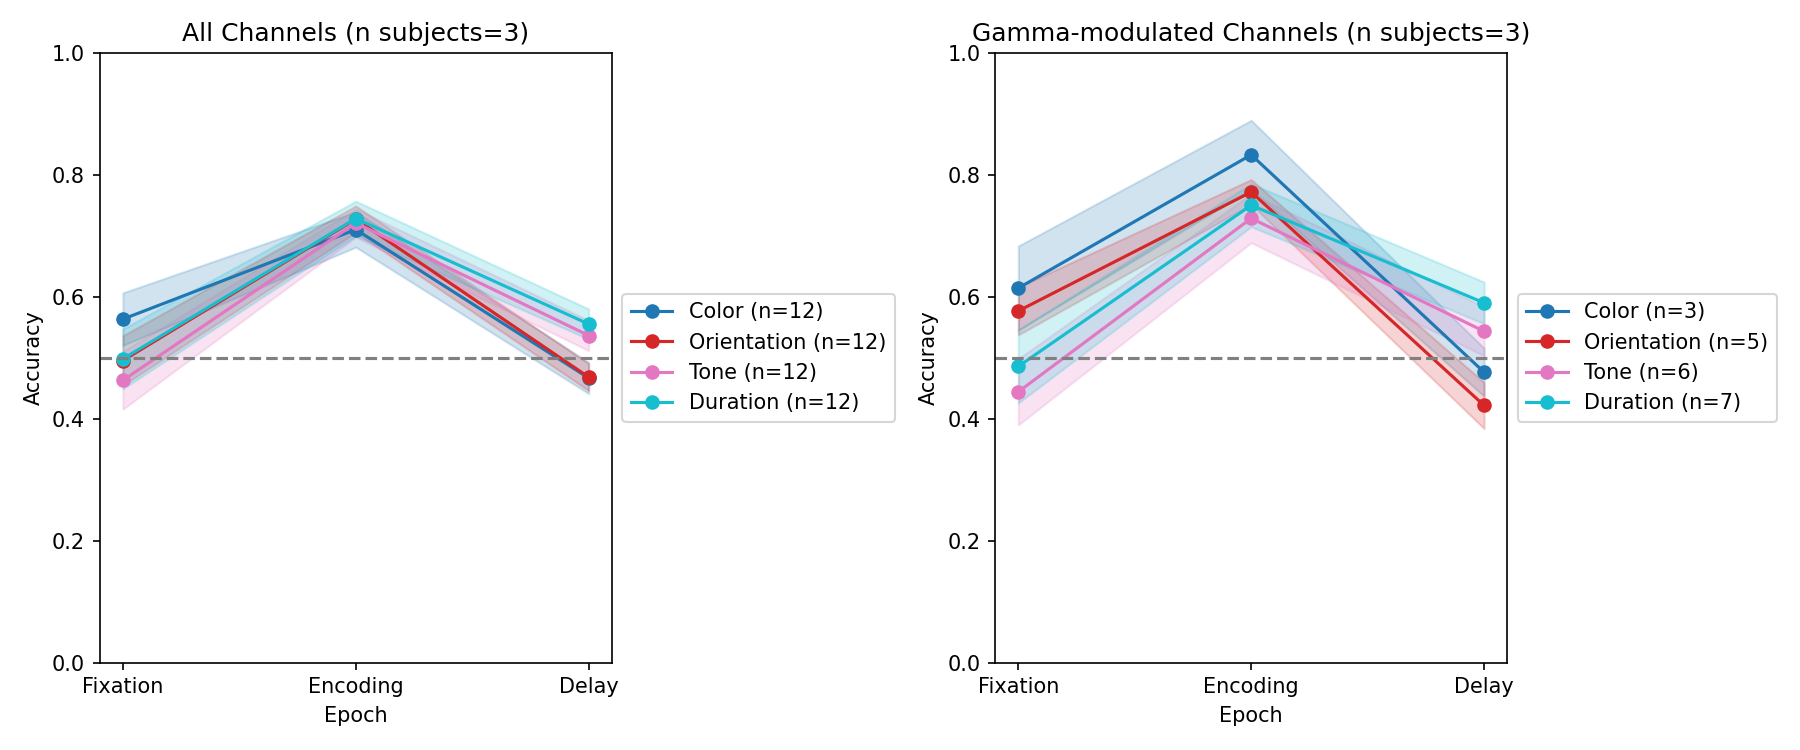 All Channels (n subjects=3)
1.0
0.8
0.6
0.4
0.2
0.0
Accuracy
Fixation Encoding Delay
Epoch
Color (n=12)
Orientation (n=12)
Tone (n=12)
Duration (n=12)
Gamma-modulated Channels (n subjects=3)
1.0
0.8
0.6
0.4
0.2
0.0
Accuracy
Fixation Encoding Delay
Epoch
Color (n=3)
Orientation (n=5)
Tone (n=6)
Duration (n=7)